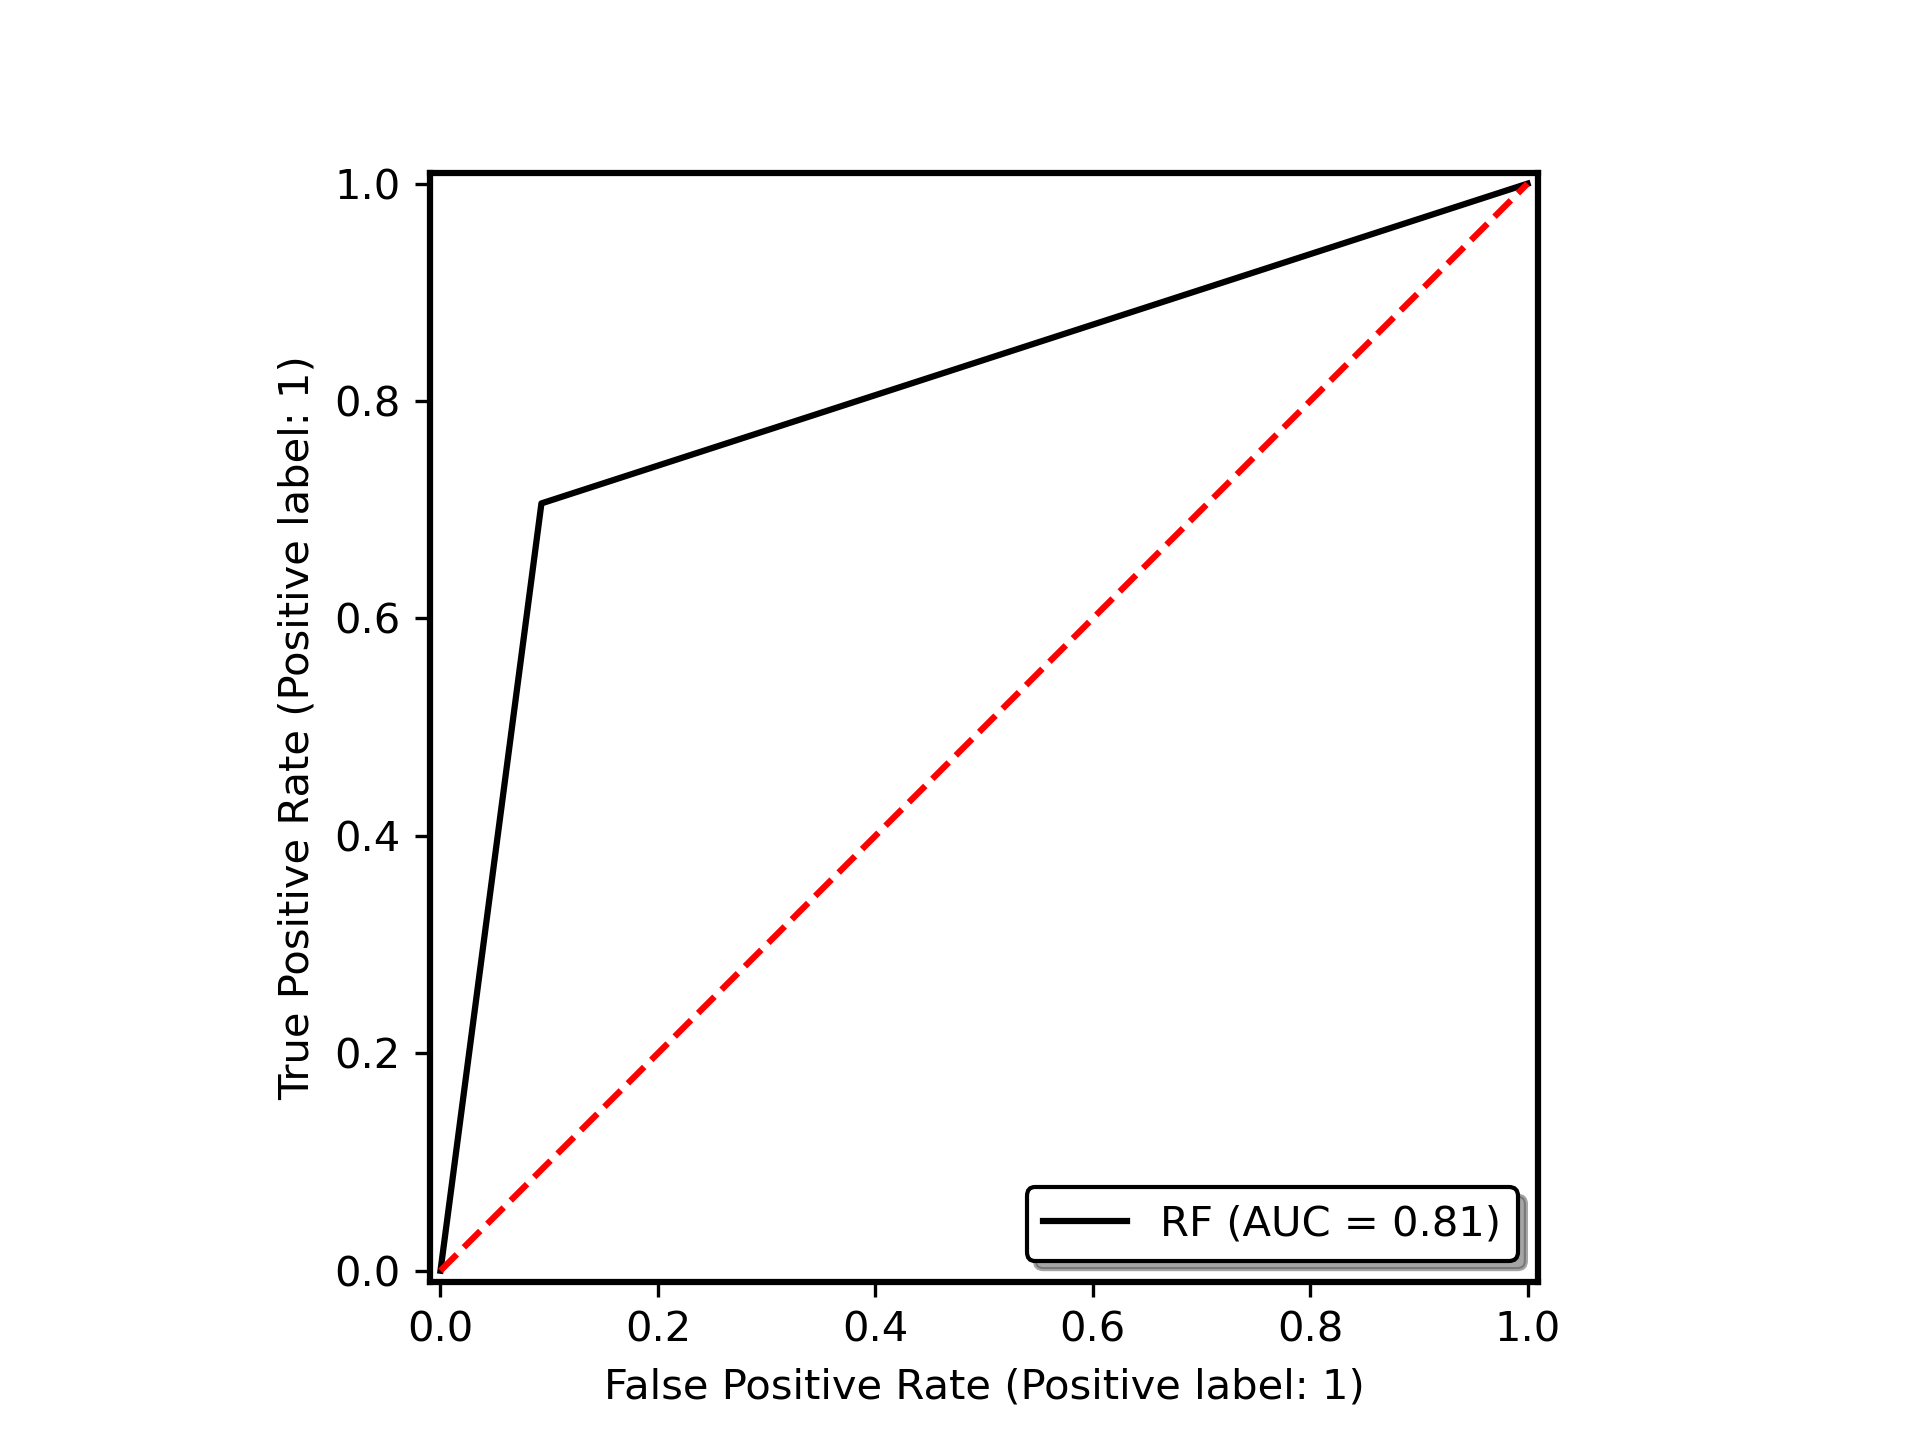 True Positive Rate (Positive label: 1)
1.0
0.8
0.6
0.4
0.2
0.0
RF (AUC = 0.81)
0.0 0.2 0.4 0.6 0.8 1.0
False Positive Rate (Positive label: 1)